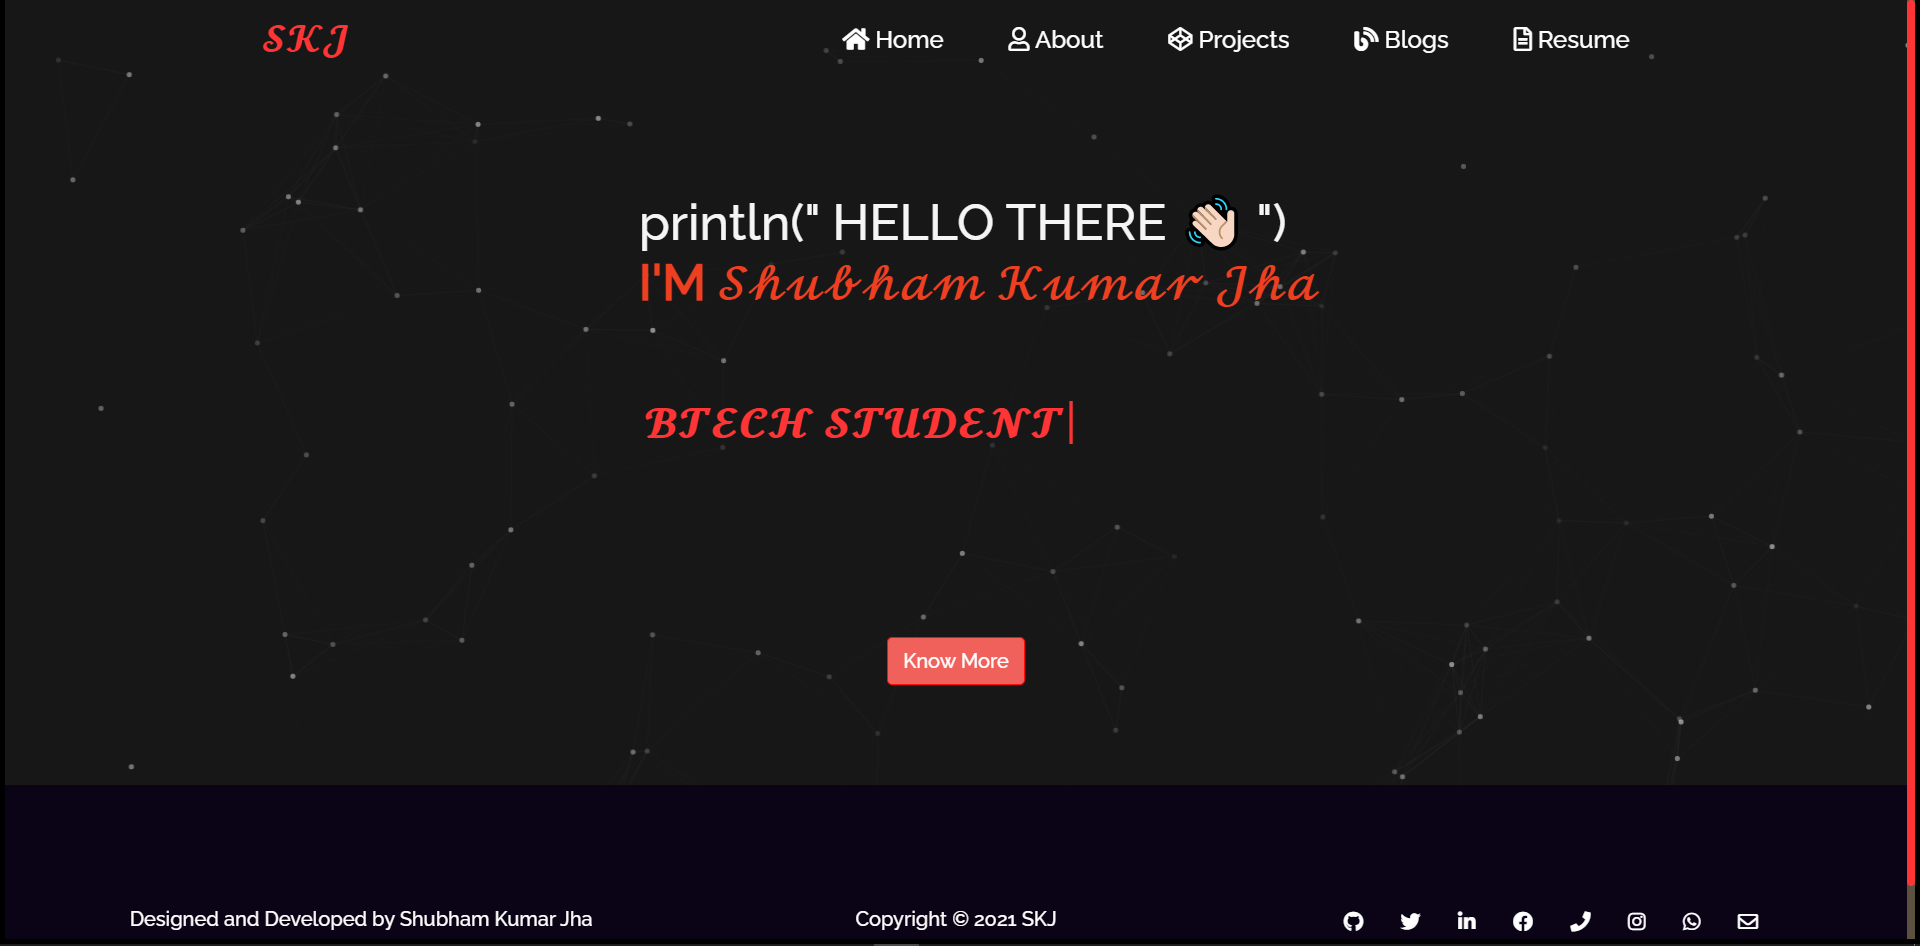 SKJ
Home About Projects Blogs Resume
println(" HELLO THERE 👋🏻 ")
I'M Shubham Kumar Jha
BTECH STUDENT|
Know More
Designed and Developed by Shubham Kumar Jha
Copyright © 2021 SKJ